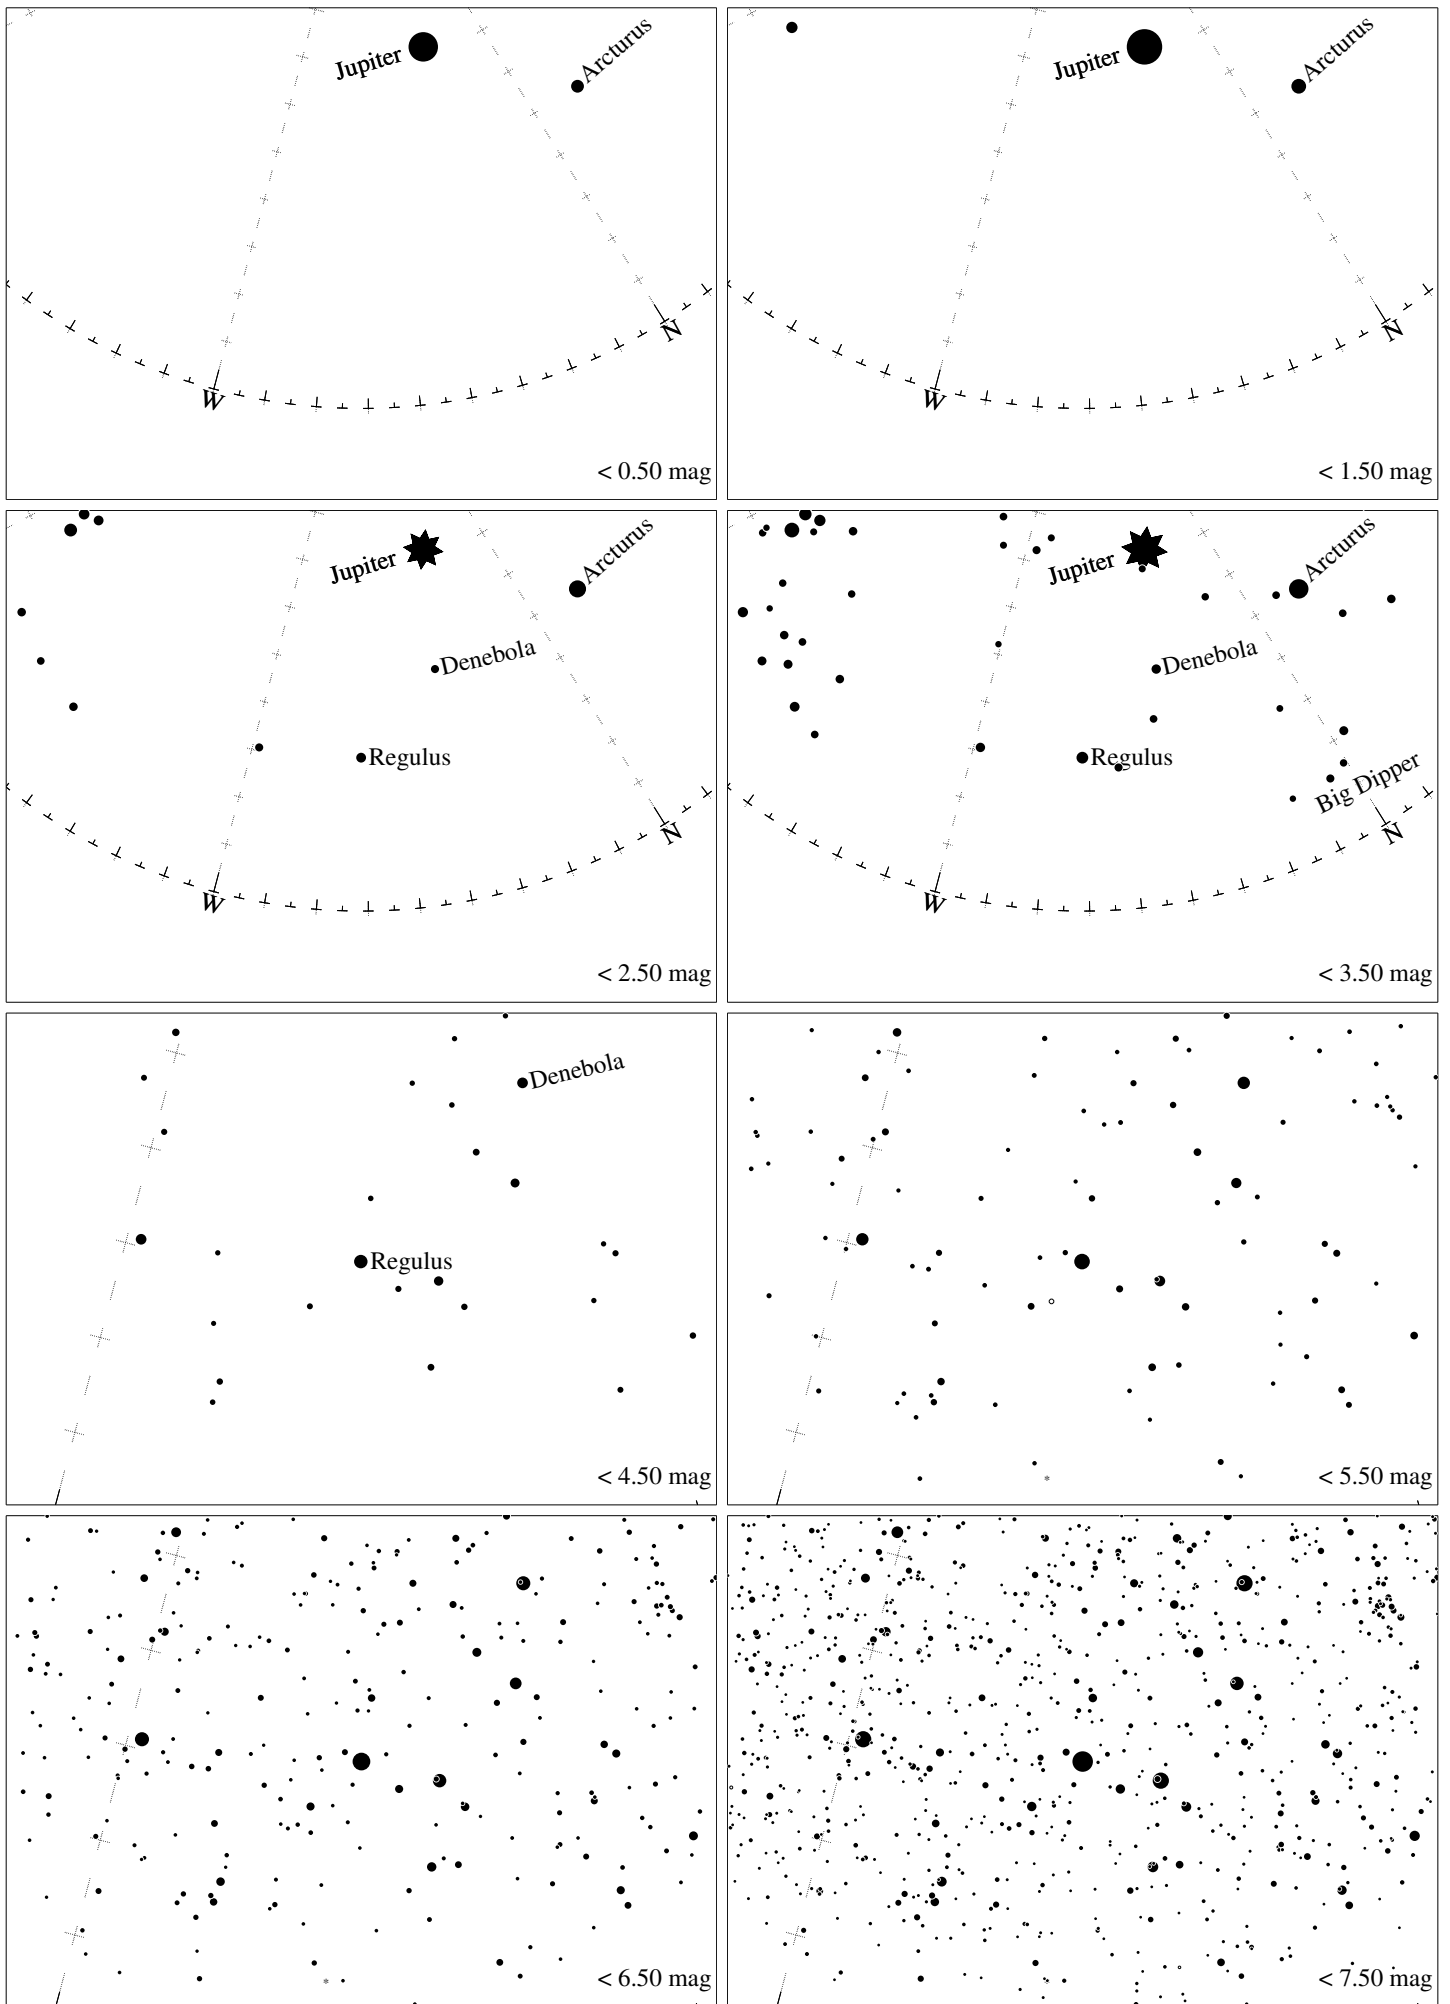 Jupiter
Arcturus
W
N
< 0.50 mag
Jupiter
Arcturus
W
N
< 1.50 mag
Jupiter
Arcturus
Denebola
Regulus
W
N
< 2.50 mag
Jupiter
Arcturus
Denebola
Regulus
Big Dipper
W
N
< 3.50 mag
Denebola
Regulus
< 4.50 mag
< 5.50 mag
< 6.50 mag
< 7.50 mag